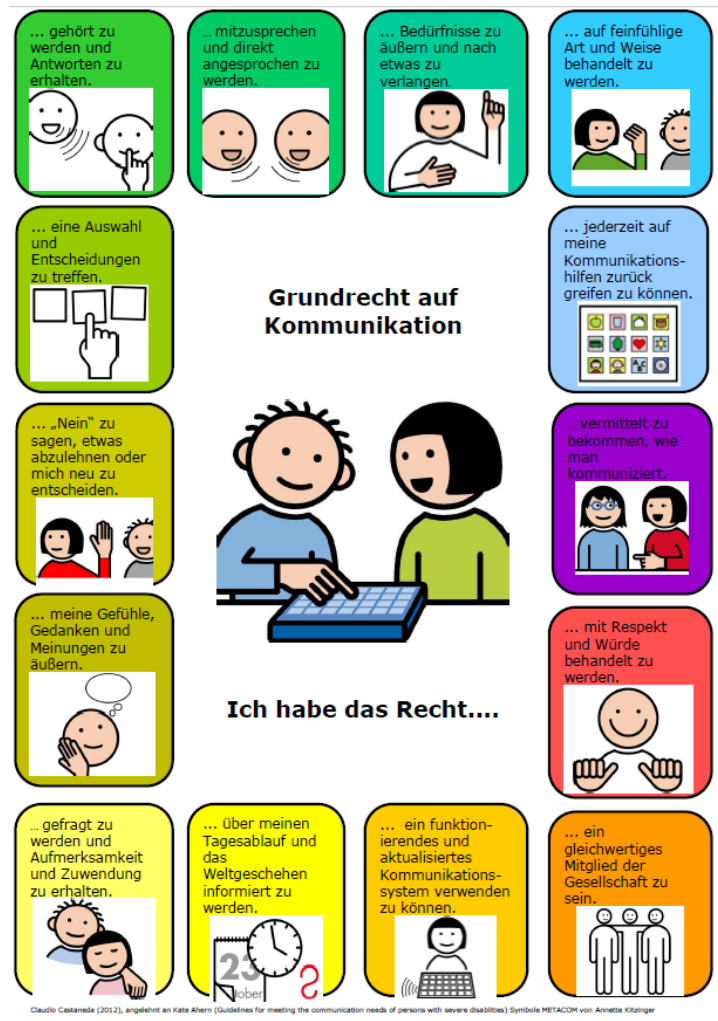 ... gehört zu
werden und
Antworten zu
erhalten.
... mitzusprechen
und direkt
angesprochen zu
werden.
... Bedürfnisse zu
äußern und nach
etwas zu
verlangen.
... auf feinfühlige
Art und Weise
behandelt zu
werden.
... eine Auswahl
und
Entscheidungen
zu treffen.
... jederzeit auf
meine
Kommunikations-
hilfen zurück
greifen zu können.
Grundrecht auf
Kommunikation
... „Nein“ zu
sagen, etwas
abzulehnen oder
mich neu zu
entscheiden.
... vermittelt zu
bekommen, wie
man
kommuniziert.
... meine Gefühle,
Gedanken und
Meinungen zu
äußern.
... mit Respekt
und Würde
behandelt zu
werden.
Ich habe das Recht....
... gefragt zu
werden und
Aufmerksamkeit
und Zuwendung
zu erhalten.
... über meinen
Tagesablauf und
das
Weltgeschehen
informiert zu
werden.
23
tober
... ein funktion-
ierendes und
aktualisiertes
Kommunikations-
system verwenden
zu können.
... ein
gleichwertiges
Mitglied der
Gesellschaft zu
sein.
Claudio Castaneda (2012), angelehnt an Kate Ahern (Guidelines for meeting the communication needs of persons with severe disablities) Symbole METACOM von Annette Kitzinger